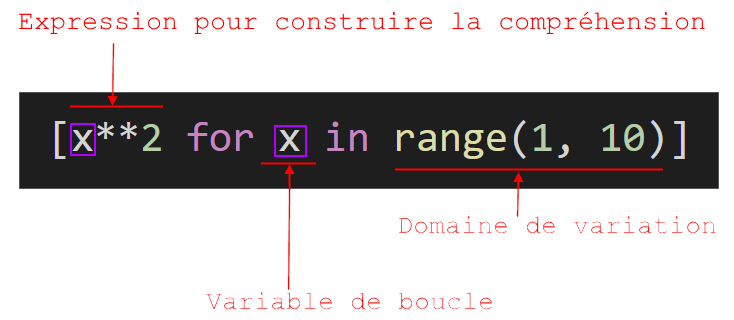 Expression pour construire la compréhension
[x**2 for x in range(1, 10)]
Domaine de variation
Variable de boucle